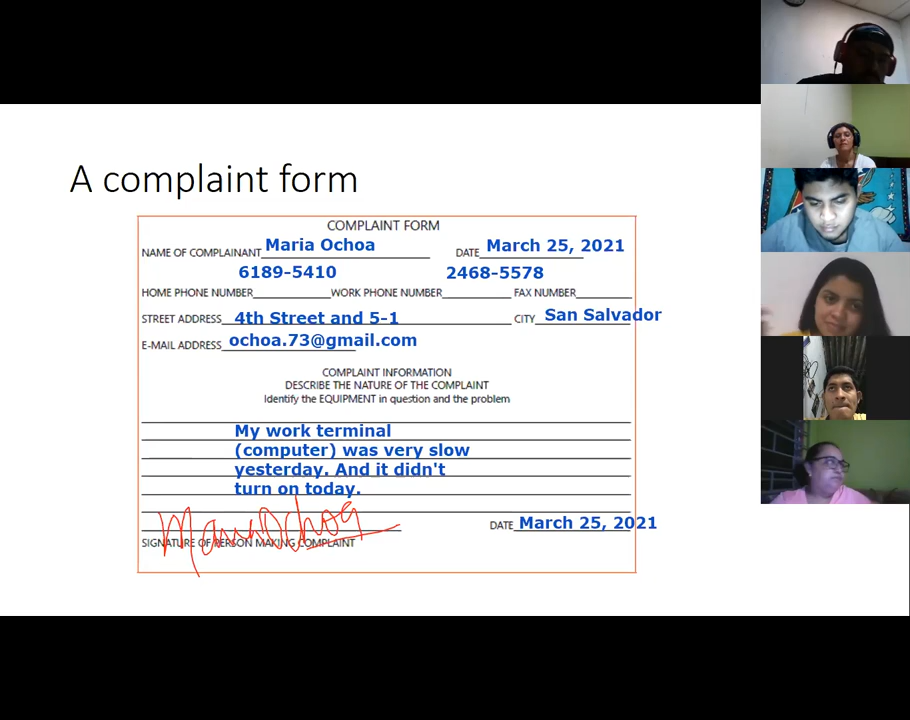 A complaint form
COMPLAINT FORM
NAME OF COMPLAINANT Maria Ochoa DATE March 25, 2021
6189-5410 2468-5578
HOME PHONE NUMBER WORK PHONE NUMBER FAX NUMBER
STREET ADDRESS 4th Street and 5-1 CITY San Salvador
E-MAIL ADDRESS ochoa.73@gmail.com
COMPLAINT INFORMATION
DESCRIBE THE NATURE OF THE COMPLAINT
Identify the EQUIPMENT in question and the problem
My work terminal
(computer) was very slow
yesterday. And it didn't
turn on today.
Maria Ochoa DATE March 25, 2021
SIGNATURE OF PERSON MAKING COMPLAINT